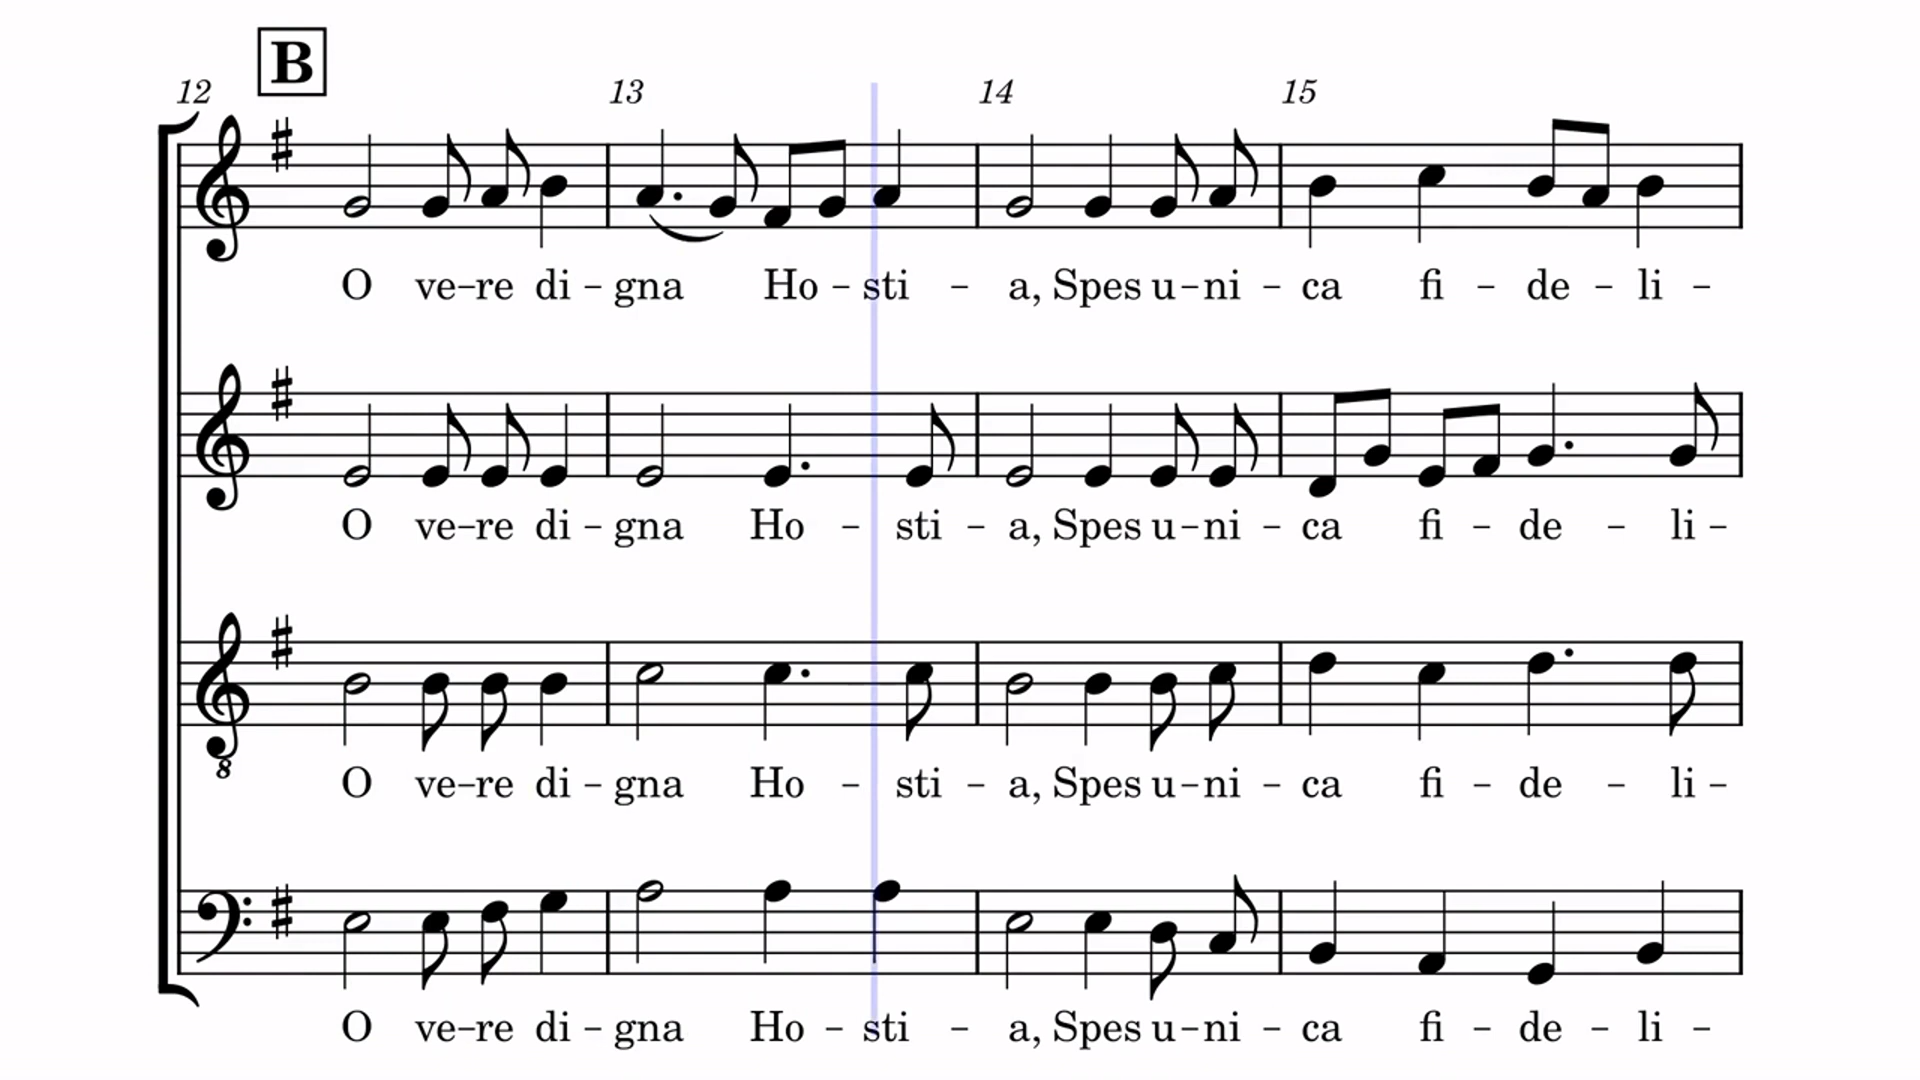 B
12 13 14 15
O ve-re di-gna Ho-sti-a, Spes u-ni-ca fi-de-li-
O ve-re di-gna Ho-sti-a, Spes u-ni-ca fi-de-li-
8
O ve-re di-gna Ho-sti-a, Spes u-ni-ca fi-de-li-
O ve-re di-gna Ho-sti-a, Spes u-ni-ca fi-de-li-